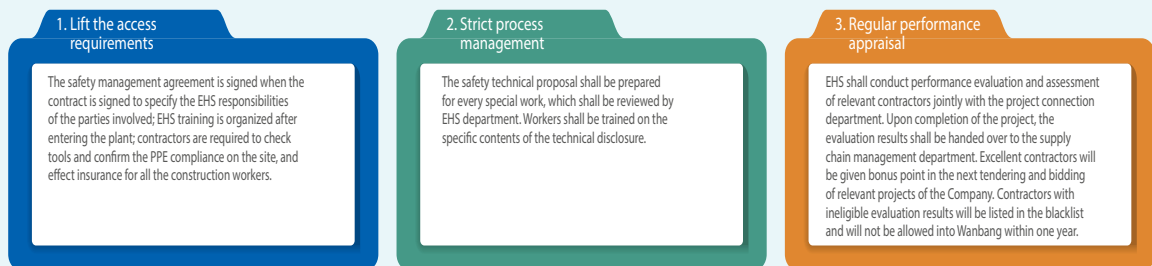 1. Lift the access
requirements
The safety management agreement is signed when the
contract is signed to specify the EHS responsibilities
of the parties involved; EHS training is organized after
entering the plant; contractors are required to check
tools and confirm the PPE compliance on the site, and
effect insurance for all the construction workers.
2. Strict process
management
The safety technical proposal shall be prepared
for every special work, which shall be reviewed by
EHS department. Workers shall be trained on the
specific contents of the technical disclosure.
3. Regular performance
appraisal
EHS shall conduct performance evaluation and assessment
of relevant contractors jointly with the project connection
department. Upon completion of the project, the
evaluation results shall be handed over to the supply
chain management department. Excellent contractors will
be given bonus point in the next tendering and bidding
of relevant projects of the Company. Contractors with
ineligible evaluation results will be listed in the blacklist
and will not be allowed into Wanbang within one year.